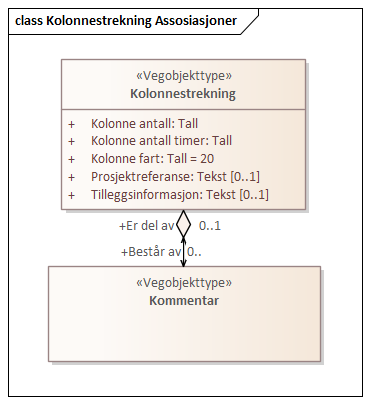 class Kolonnestrekning Assosiasjoner
«Vegobjekttype»
Kolonnestrekning
+ Kolonne antall: Tall
+ Kolonne antall timer: Tall
+ Kolonne fart: Tall = 20
+ Prosjektreferanse: Tekst [0..1]
+ Tilleggsinformasjon: Tekst [0..1]
+Er del av 0..1
+Består av 0..
«Vegobjekttype»
Kommentar